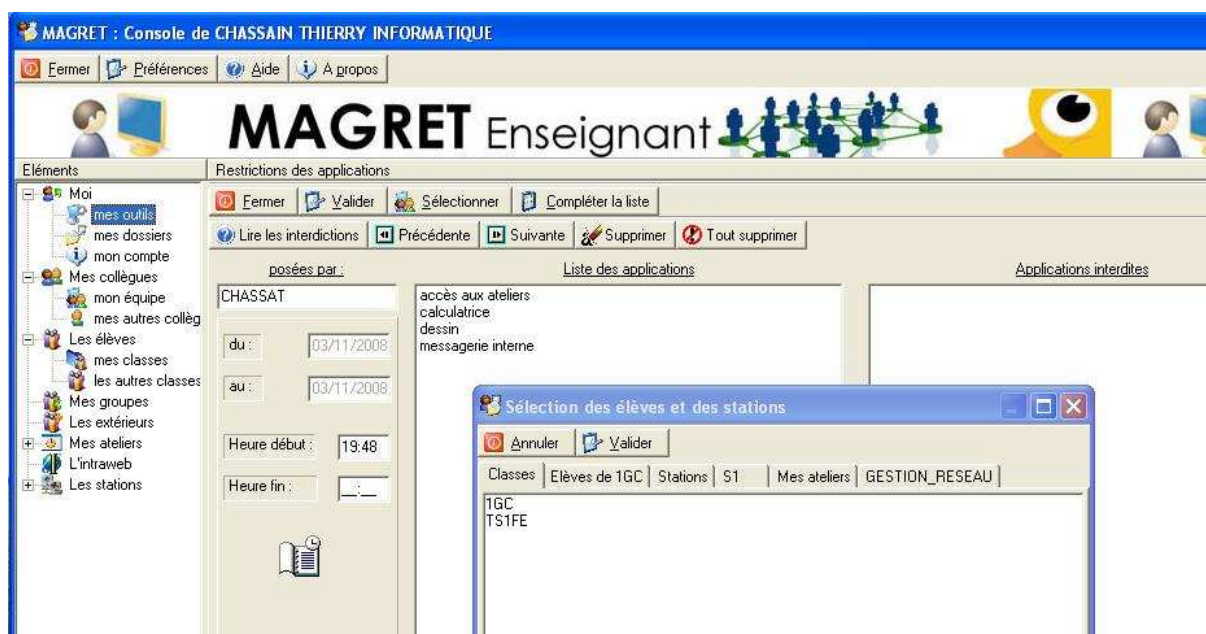 MAGRET : Console de CHASSAIN THIERRY INFORMATIQUE
Fermer Préférences Aide A propos
MAGRET Enseignant
Eléments
Restrictions des applications
Moi
mes outils
mes dossiers
mon compte
Mes collègues
mon équipe
mes autres collèg
Les élèves
mes classes
les autres classes
Mes groupes
Les extérieurs
Mes ateliers
L'intraweb
Les stations
Fermer Valider Sélectionner Compléter la liste
Lire les interdictions Précédente Suivante Supprimer Tout supprimer
posées par :
CHASSAT
du : 03/11/2008
au : 03/11/2008
Heure début : 19:48
Heure fin : __:__
Liste des applications
accès aux ateliers
calculatrice
dessin
messagerie interne
Applications interdites
Sélection des élèves et des stations
Annuler Valider
Classes Elèves de 1GC Stations S1 Mes ateliers GESTION_RESEAU
1GC
TS1FE